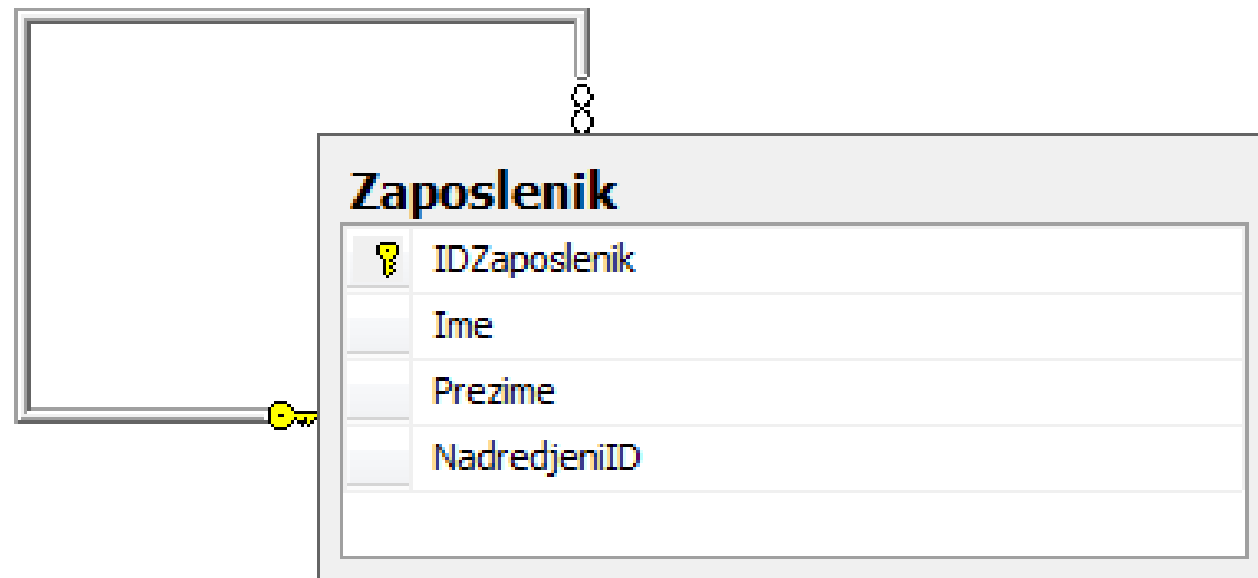 Zaposlenik
IDZaposlenik
Ime
Prezime
NadredjeniID